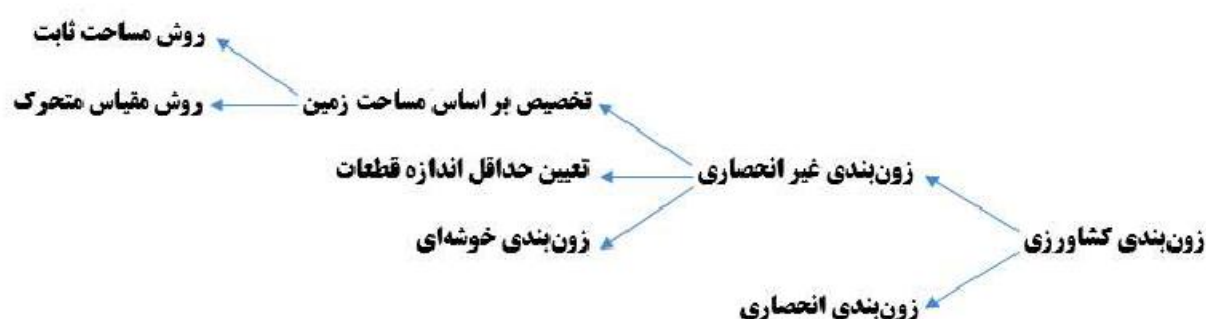 روش مساحت ثابت
تخصیص بر اساس مساحت زمین
روش مقیاس متحرک
زون‌بندی غیر انحصاری
تعیین حداقل اندازه قطعات
زون‌بندی کشاورزی
زون‌بندی خوشه‌ای
زون‌بندی انحصاری